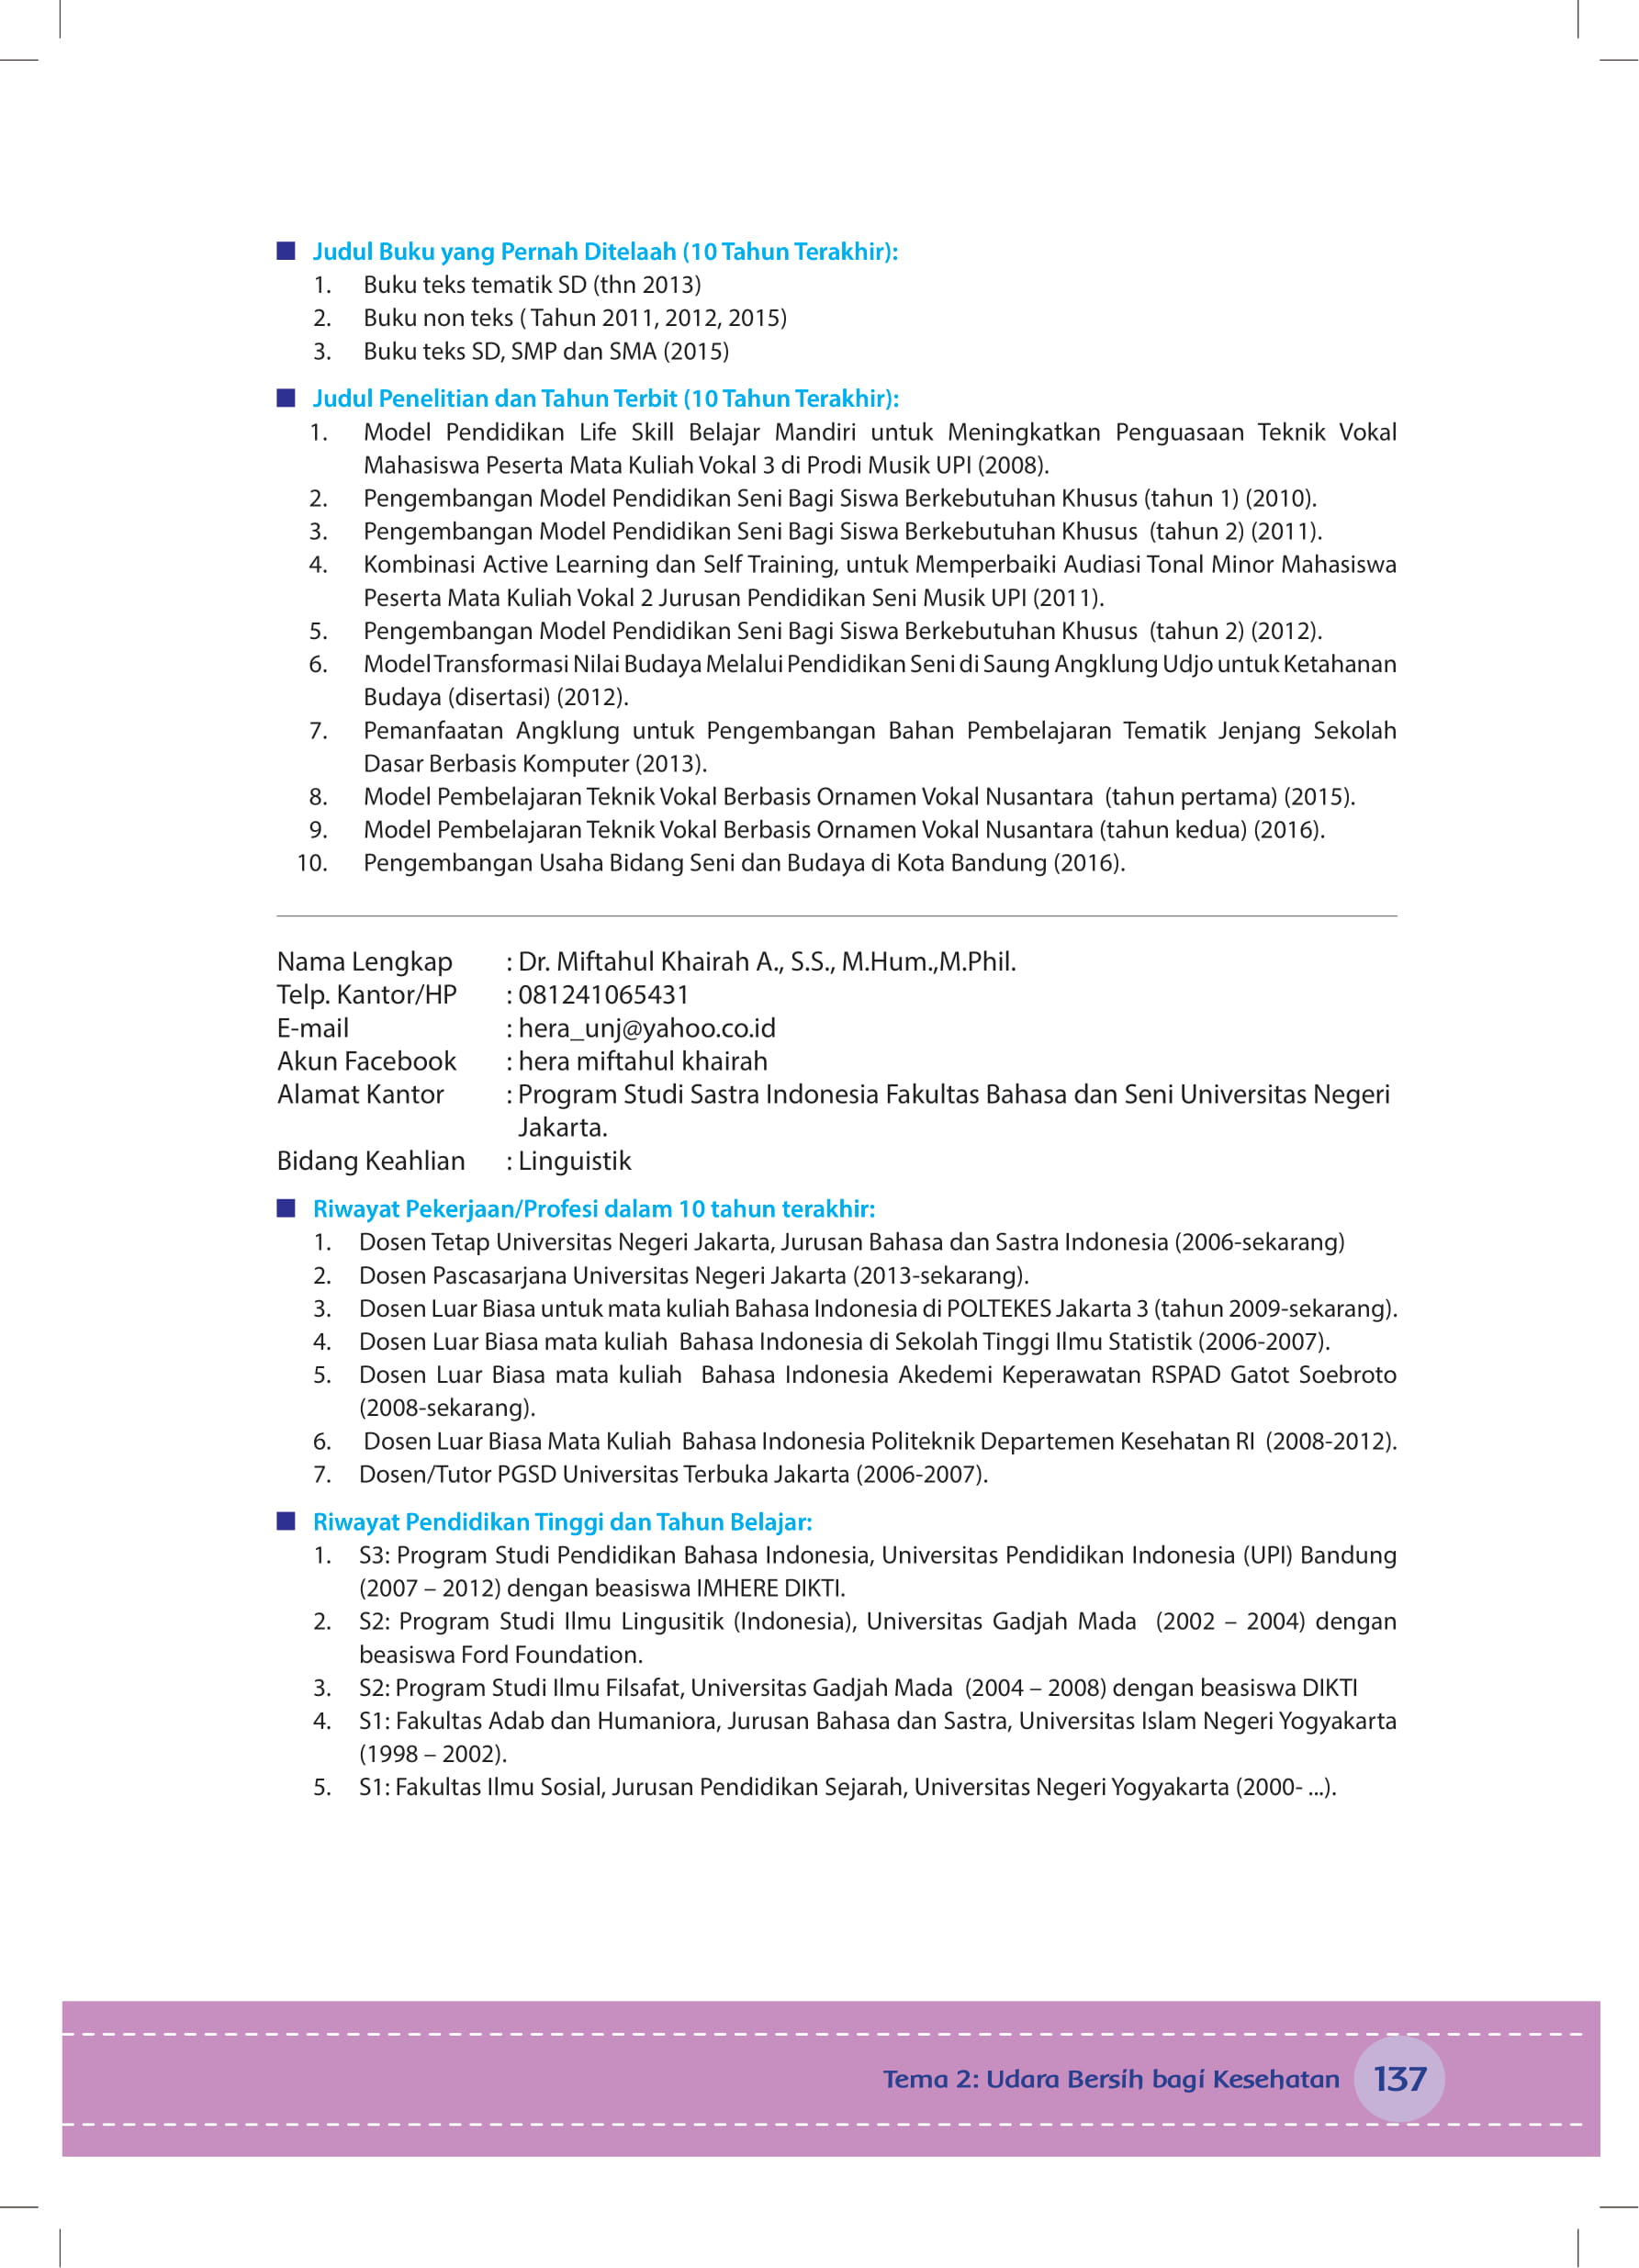 Judul Buku yang Pernah Ditelaah (10 Tahun Terakhir):
1. Buku teks tematik SD (thn 2013)
2. Buku non teks ( Tahun 2011, 2012, 2015)
3. Buku teks SD, SMP dan SMA (2015)
Judul Penelitian dan Tahun Terbit (10 Tahun Terakhir):
1. Model Pendidikan Life Skill Belajar Mandiri untuk Meningkatkan Penguasaan Teknik Vokal
Mahasiswa Peserta Mata Kuliah Vokal 3 di Prodi Musik UPI (2008).
2. Pengembangan Model Pendidikan Seni Bagi Siswa Berkebutuhan Khusus (tahun 1) (2010).
3. Pengembangan Model Pendidikan Seni Bagi Siswa Berkebutuhan Khusus (tahun 2) (2011).
4. Kombinasi Active Learning dan Self Training, untuk Memperbaiki Audiasi Tonal Minor Mahasiswa
Peserta Mata Kuliah Vokal 2 Jurusan Pendidikan Seni Musik UPI (2011).
5. Pengembangan Model Pendidikan Seni Bagi Siswa Berkebutuhan Khusus (tahun 2) (2012).
6. Model Transformasi Nilai Budaya Melalui Pendidikan Seni di Saung Angklung Udjo untuk Ketahanan
Budaya (disertasi) (2012).
7. Pemanfaatan Angklung untuk Pengembangan Bahan Pembelajaran Tematik Jenjang Sekolah
Dasar Berbasis Komputer (2013).
8. Model Pembelajaran Teknik Vokal Berbasis Ornamen Vokal Nusantara (tahun pertama) (2015).
9. Model Pembelajaran Teknik Vokal Berbasis Ornamen Vokal Nusantara (tahun kedua) (2016).
10. Pengembangan Usaha Bidang Seni dan Budaya di Kota Bandung (2016).
Nama Lengkap : Dr. Miftahul Khairah A., S.S., M.Hum.,M.Phil.
Telp. Kantor/HP : 081241065431
E-mail : hera_unj@yahoo.co.id
Akun Facebook : hera miftahul khairah
Alamat Kantor : Program Studi Sastra Indonesia Fakultas Bahasa dan Seni Universitas Negeri
Jakarta.
Bidang Keahlian : Linguistik
Riwayat Pekerjaan/Profesi dalam 10 tahun terakhir:
1. Dosen Tetap Universitas Negeri Jakarta, Jurusan Bahasa dan Sastra Indonesia (2006-sekarang)
2. Dosen Pascasarjana Universitas Negeri Jakarta (2013-sekarang).
3. Dosen Luar Biasa untuk mata kuliah Bahasa Indonesia di POLTEKES Jakarta 3 (tahun 2009-sekarang).
4. Dosen Luar Biasa mata kuliah Bahasa Indonesia di Sekolah Tinggi Ilmu Statistik (2006-2007).
5. Dosen Luar Biasa mata kuliah Bahasa Indonesia Akedemi Keperawatan RSPAD Gatot Soebroto
(2008-sekarang).
6. Dosen Luar Biasa Mata Kuliah Bahasa Indonesia Politeknik Departemen Kesehatan RI (2008-2012).
7. Dosen/Tutor PGSD Universitas Terbuka Jakarta (2006-2007).
Riwayat Pendidikan Tinggi dan Tahun Belajar:
1. S3: Program Studi Pendidikan Bahasa Indonesia, Universitas Pendidikan Indonesia (UPI) Bandung
(2007 – 2012) dengan beasiswa IMHERE DIKTI.
2. S2: Program Studi Ilmu Lingusitik (Indonesia), Universitas Gadjah Mada (2002 – 2004) dengan
beasiswa Ford Foundation.
3. S2: Program Studi Ilmu Filsafat, Universitas Gadjah Mada (2004 – 2008) dengan beasiswa DIKTI
4. S1: Fakultas Adab dan Humaniora, Jurusan Bahasa dan Sastra, Universitas Islam Negeri Yogyakarta
(1998 – 2002).
5. S1: Fakultas Ilmu Sosial, Jurusan Pendidikan Sejarah, Universitas Negeri Yogyakarta (2000- ...).
Tema 2: Udara Bersih bagi Kesehatan 137